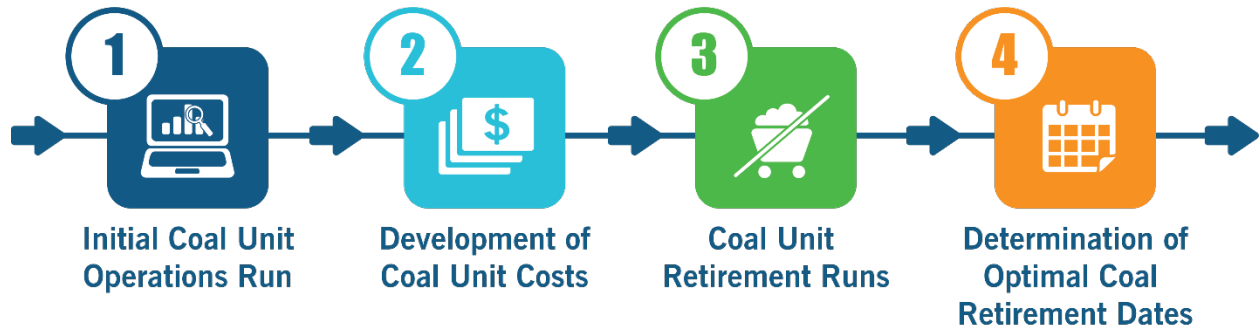 1
2
3
4
$
Initial Coal Unit
Operations Run
Development of
Coal Unit Costs
Coal Unit
Retirement Runs
Determination of
Optimal Coal
Retirement Dates